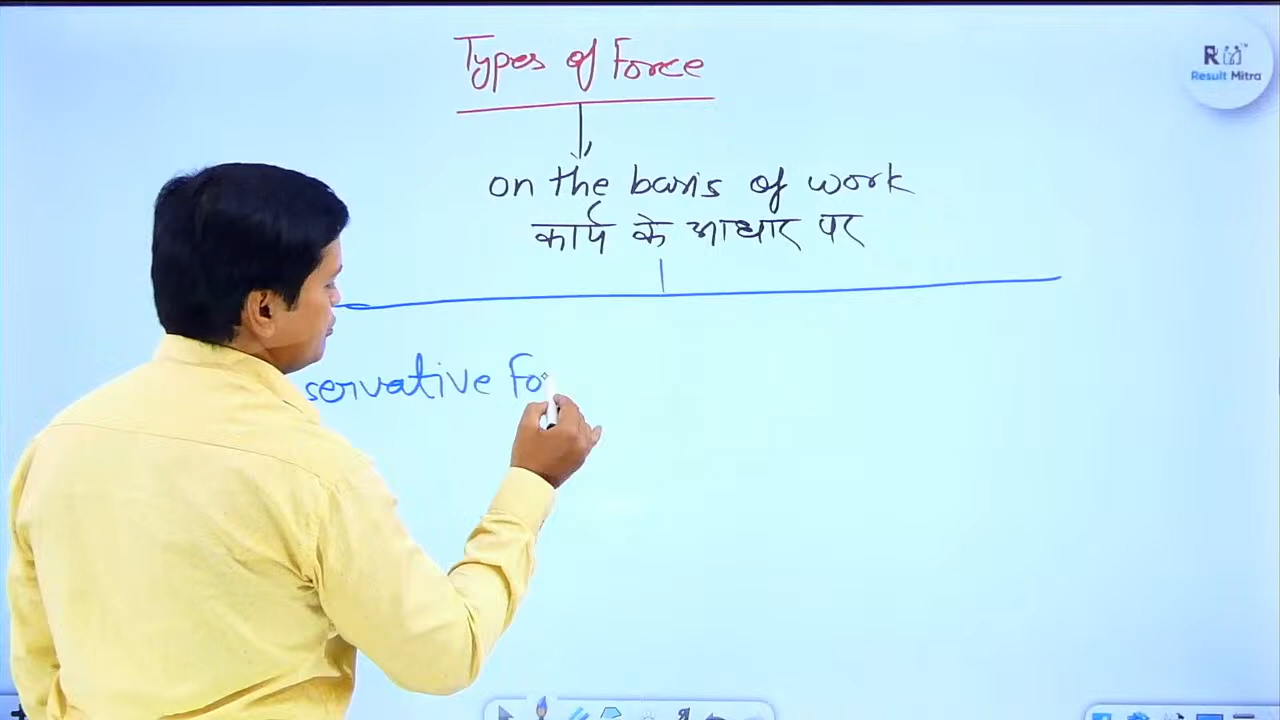 Types of Force
on the basis of work
कार्य के आधार पर
servative Fo
R
Result Mitra